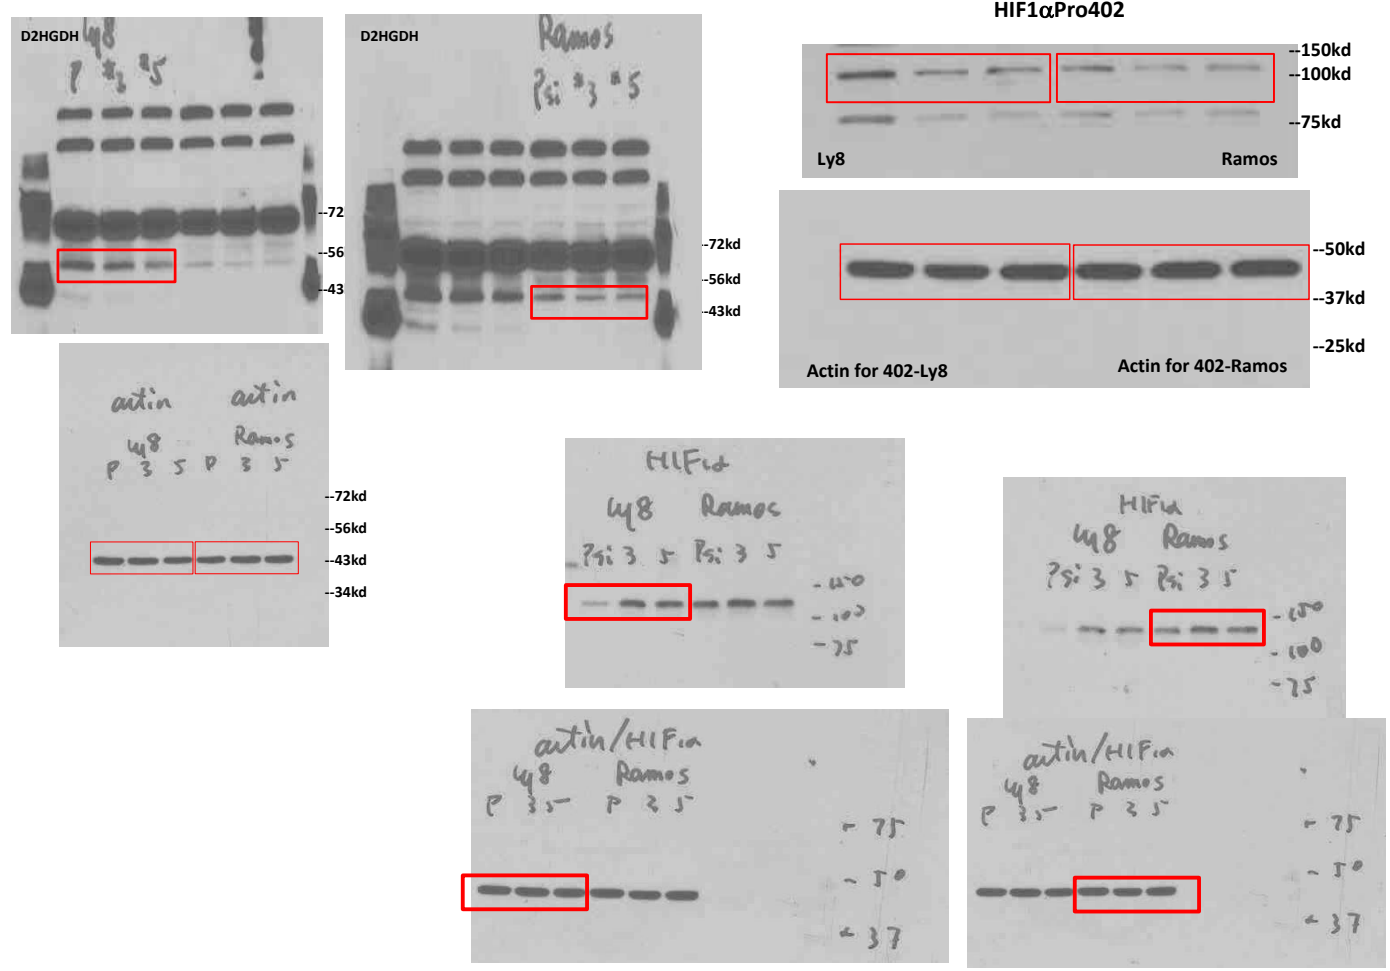 D2HGDH
Ly8
P #3 #5
--72
--56
--43
D2HGDH
Ramos
Psi #3 #5
--72kd
--56kd
--43kd
HIF1αPro402
--150kd
--100kd
--75kd
Ly8
Ramos
--50kd
--37kd
--25kd
Actin for 402-Ly8
Actin for 402-Ramos
actin actin
Ly8 Ramos
P 3 5 P 3 5
--72kd
--56kd
--43kd
--34kd
HIF1α
Ly8 Ramos
Psi 3 5 Psi 3 5
- 150
- 100
- 75
HIF1α
Ly8 Ramos
Psi 3 5 Psi 3 5
- 150
- 100
- 75
actin/HIF1α
Ly8 Ramos
P 3 5 P 3 5
- 75
- 50
- 37
actin/HIF1α
Ly8 Ramos
P 3 5 P 3 5
- 75
- 50
- 37